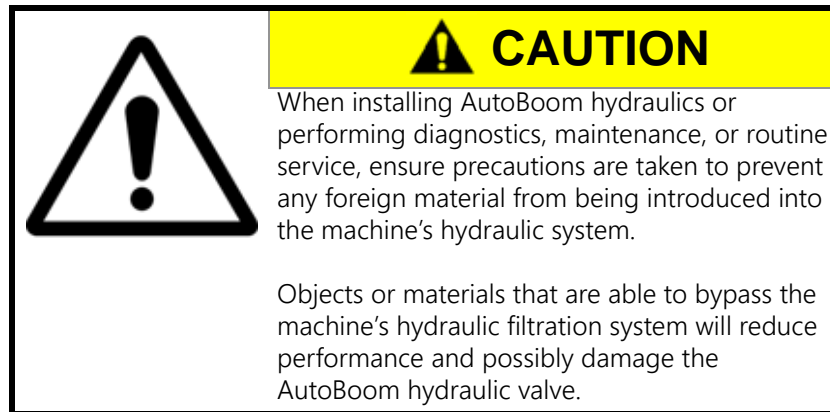 CAUTION
When installing AutoBoom hydraulics or
performing diagnostics, maintenance, or routine
service, ensure precautions are taken to prevent
any foreign material from being introduced into
the machine’s hydraulic system.
Objects or materials that are able to bypass the
machine’s hydraulic filtration system will reduce
performance and possibly damage the
AutoBoom hydraulic valve.